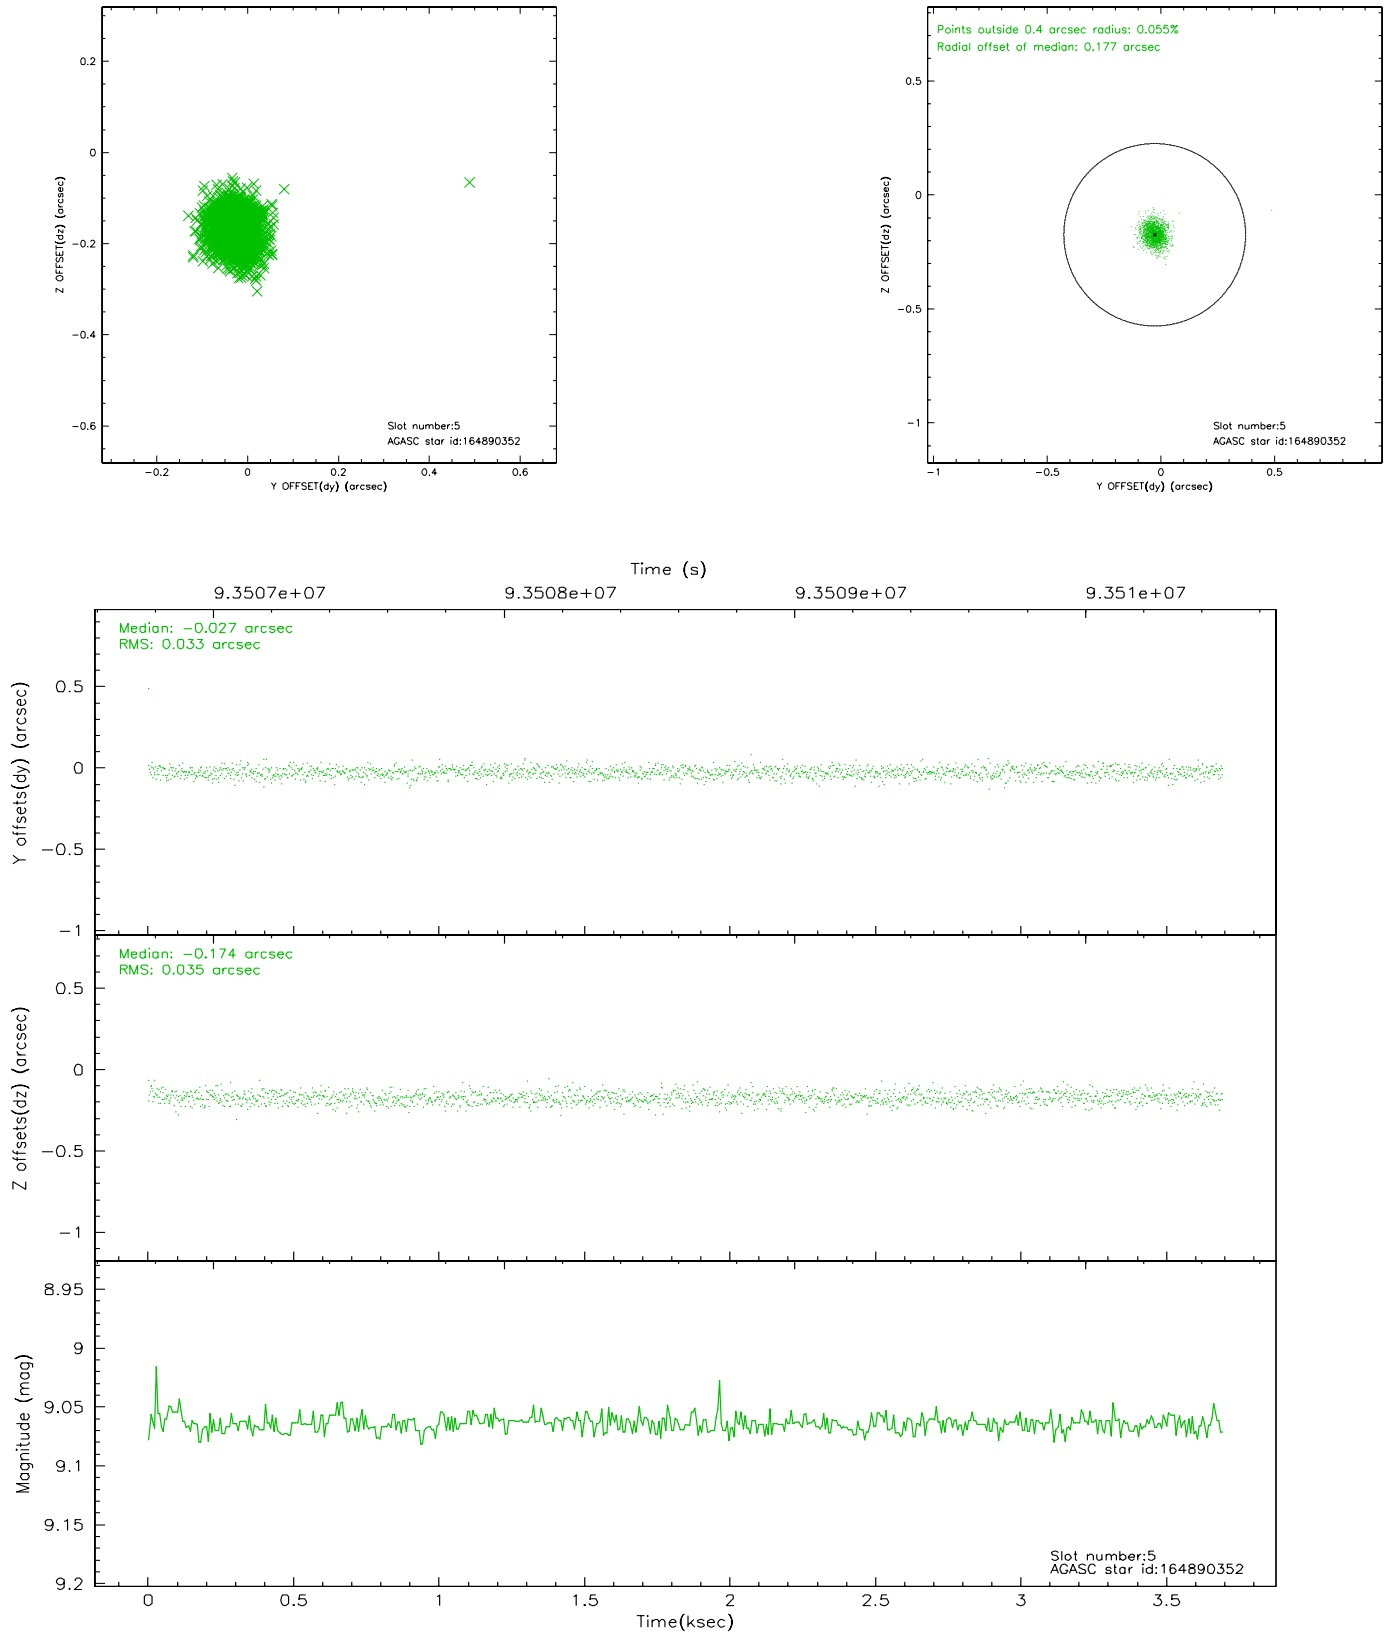 0.2
0
−0.2
−0.4
−0.6
Z OFFSET(dz) (arcsec)
Slot number:5
AGASC star id:164890352
−0.2
0
0.2
0.4
0.6
Y OFFSET(dy) (arcsec)
Points outside 0.4 arcsec radius: 0.055%
Radial offset of median: 0.177 arcsec
0.5
0
−0.5
−1
Z OFFSET(dz) (arcsec)
Slot number:5
AGASC star id:164890352
−1
−0.5
0
0.5
Y OFFSET(dy) (arcsec)
Time (s)
9.3507e+07
9.3508e+07
9.3509e+07
9.351e+07
Median: −0.027 arcsec
RMS: 0.033 arcsec
0.5
0
−0.5
−1
Y offsets(dy) (arcsec)
Median: −0.174 arcsec
RMS: 0.035 arcsec
0.5
0
−0.5
−1
Z offsets(dz) (arcsec)
8.95
9
9.05
9.1
9.15
9.2
Magnitude (mag)
Slot number:5
AGASC star id:164890352
0
0.5
1
1.5
2
2.5
3
3.5
Time(ksec)